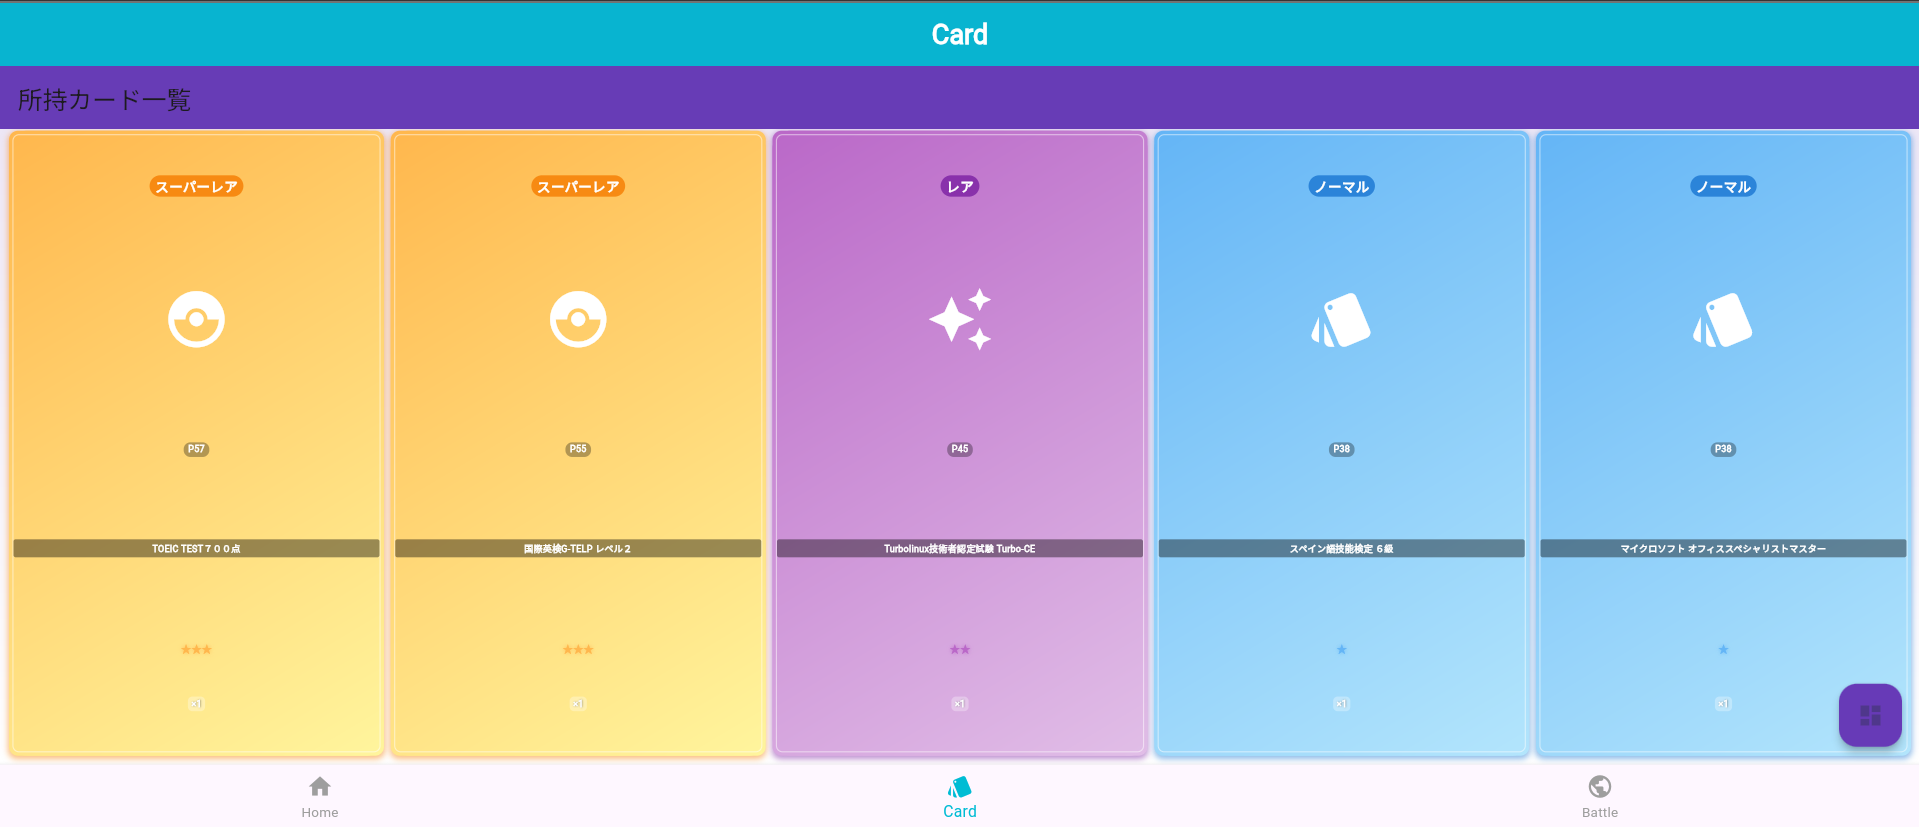 Card
所持カード一覧
スーパーレア
スーパーレア
レア
ノーマル
ノーマル
P57
P55
P45
P38
P38
TOEIC TEST７００点
国際英検G-TELP レベル２
Turbolinux技術者認定試験 Turbo-CE
スペイン語技能検定 ６級
マイクロソフト オフィススペシャリストマスター
★★★
★★★
★★
★
★
×1
×1
×1
×1
×1
Home
Card
Battle